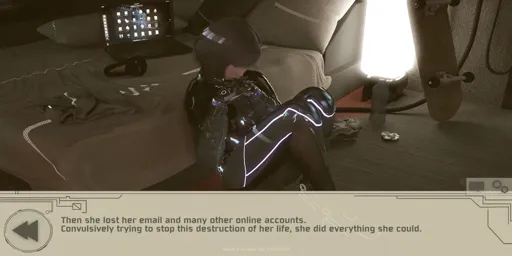 Then she lost her email and many other online accounts.
Convulsively trying to stop this destruction of her life, she did everything she could.